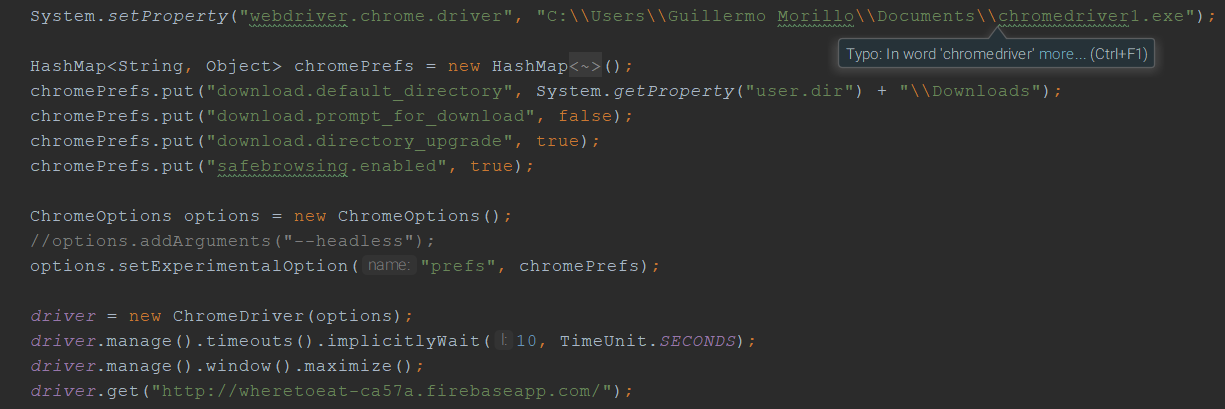 System.setProperty("webdriver.chrome.driver", "C:\\Users\\Guillermo Morillo\\Documents\\chromedriver1.exe");
Typo: In word 'chromedriver' more... (Ctrl+F1)
HashMap<String, Object> chromePrefs = new HashMap<~>();
chromePrefs.put("download.default_directory", System.getProperty("user.dir") + "\\Downloads");
chromePrefs.put("download.prompt_for_download", false);
chromePrefs.put("download.directory_upgrade", true);
chromePrefs.put("safebrowsing.enabled", true);
ChromeOptions options = new ChromeOptions();
//options.addArguments("--headless");
options.setExperimentalOption( name: "prefs", chromePrefs);
driver = new ChromeDriver(options);
driver.manage().timeouts().implicitlyWait( l: 10, TimeUnit.SECONDS);
driver.manage().window().maximize();
driver.get("http://wheretoeat-ca57a.firebaseapp.com/");